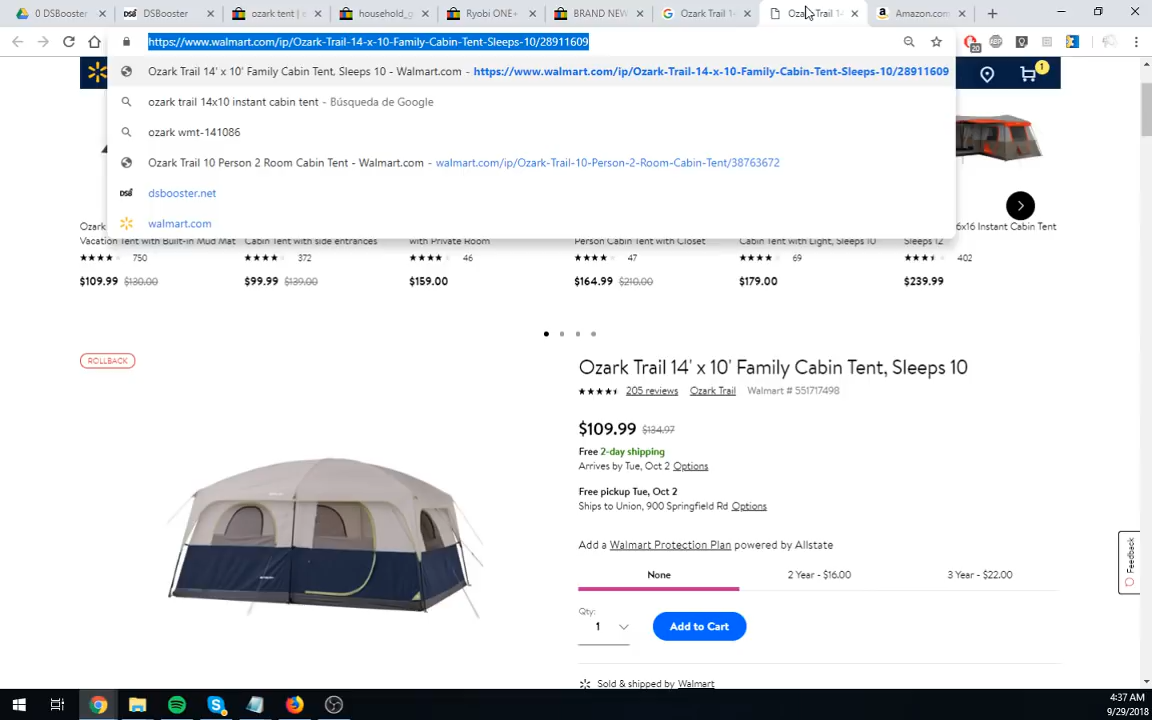 0 DSBooster
DSBooster
ozark tent | e
household_g
Ryobi ONE+
BRAND NEW
Ozark Trail 1
Ozark Trail 14
Amazon.com
https://www.walmart.com/ip/Ozark-Trail-14-x-10-Family-Cabin-Tent-Sleeps-10/28911609
20
ABP
Ozark Trail 14' x 10' Family Cabin Tent, Sleeps 10 - Walmart.com - https://www.walmart.com/ip/Ozark-Trail-14-x-10-Family-Cabin-Tent-Sleeps-10/28911609
1
ozark trail 14x10 instant cabin tent - Búsqueda de Google
ozark wmt-141086
Ozark Trail 10 Person 2 Room Cabin Tent - Walmart.com - walmart.com/ip/Ozark-Trail-10-Person-2-Room-Cabin-Tent/38763672
DSB dsbooster.net
walmart.com
Ozark
6x16 Instant Cabin Tent
Vacation Tent with Built-in Mud Mat
Cabin Tent with side entrances
with Private Room
Person Cabin Tent with Closet
Cabin Tent with Light, Sleeps 10
Sleeps 12
750
372
46
47
69
402
$109.99 $130.00
$99.99 $139.00
$159.00
$164.99 $210.00
$179.00
$239.99
ROLLBACK
Ozark Trail 14' x 10' Family Cabin Tent, Sleeps 10
205 reviews Ozark Trail Walmart # 551717498
$109.99 $134.97
Free 2-day shipping
Arrives by Tue, Oct 2 Options
Free pickup Tue, Oct 2
Ships to Union, 900 Springfield Rd Options
Add a Walmart Protection Plan powered by Allstate
None
2 Year - $16.00
3 Year - $22.00
Feedback
Qty:
1
Add to Cart
Sold & shipped by Walmart
4:37 AM
9/29/2018